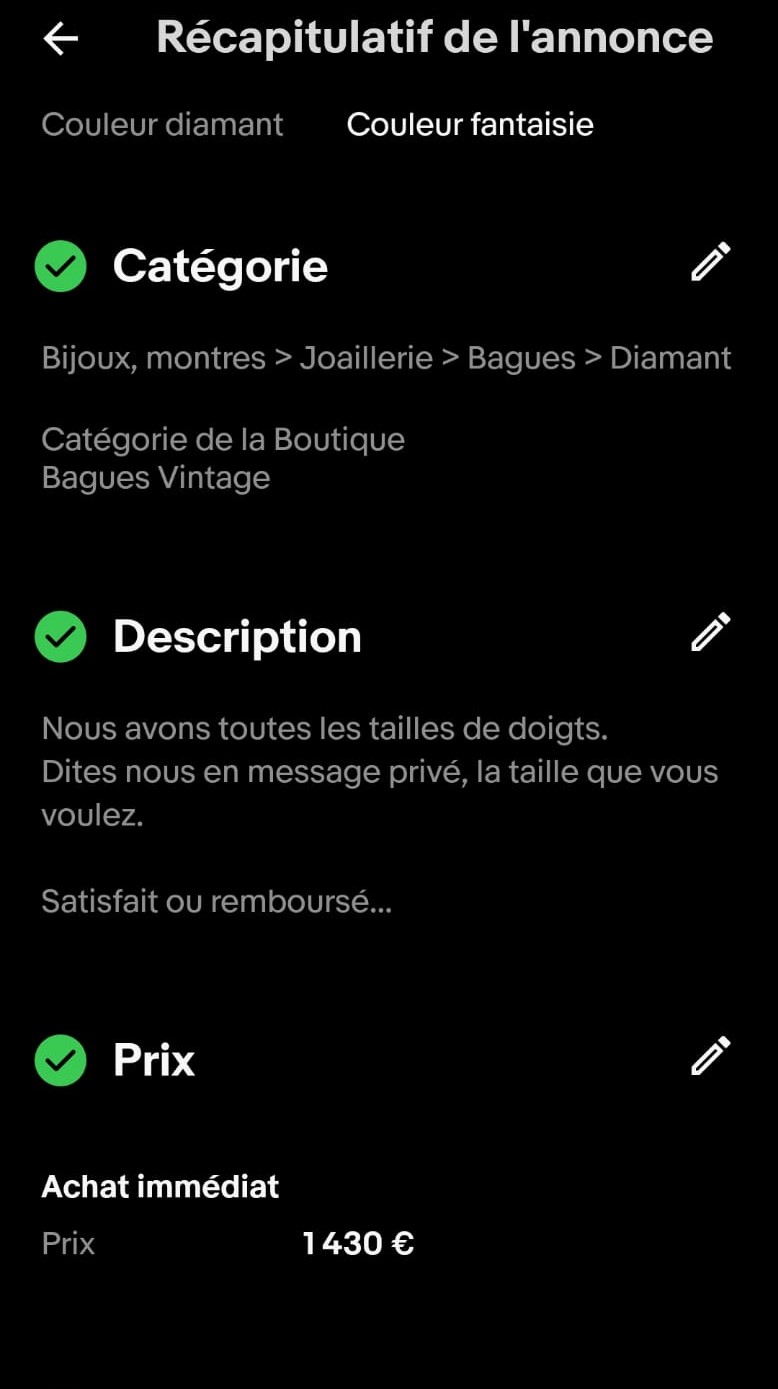 Récapitulatif de l'annonce
Couleur diamant Couleur fantaisie
Catégorie
Bijoux, montres > Joaillerie > Bagues > Diamant
Catégorie de la Boutique
Bagues Vintage
Description
Nous avons toutes les tailles de doigts.
Dites nous en message privé, la taille que vous
voulez.
Satisfait ou remboursé...
Prix
Achat immédiat
Prix 1 430 €